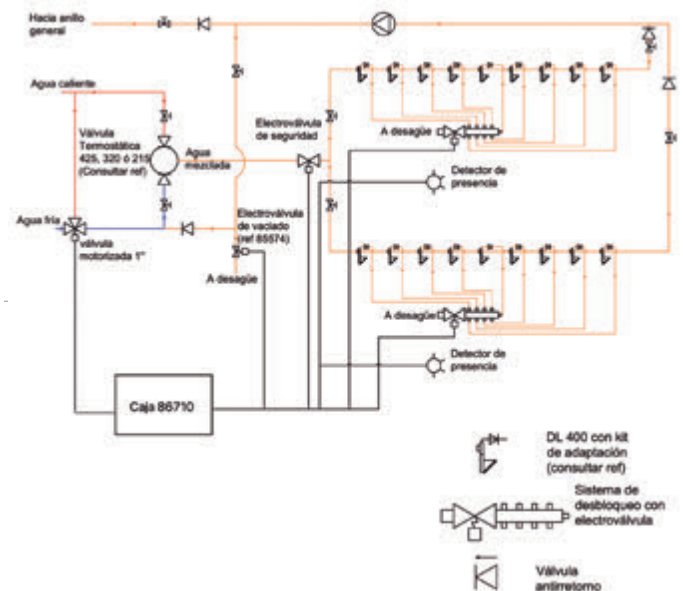 Hacia anillo
general
Agua caliente
Válvula
Termostática
425, 320 ó 215
(Consultar ref)
Agua
mezclada
Electroválvula
de seguridad
A desagüe
Detector de
presencia
Agua fría
válvula
motorizada 1"
Electroválvula
de vaciado
(ref 85574)
A desagüe
A desagüe
Detector de
presencia
Caja 86710
DL 400 con kit
de adaptación
(consultar ref)
Sistema de
desbloqueo con
electroválvula
Válvula
antirretorno